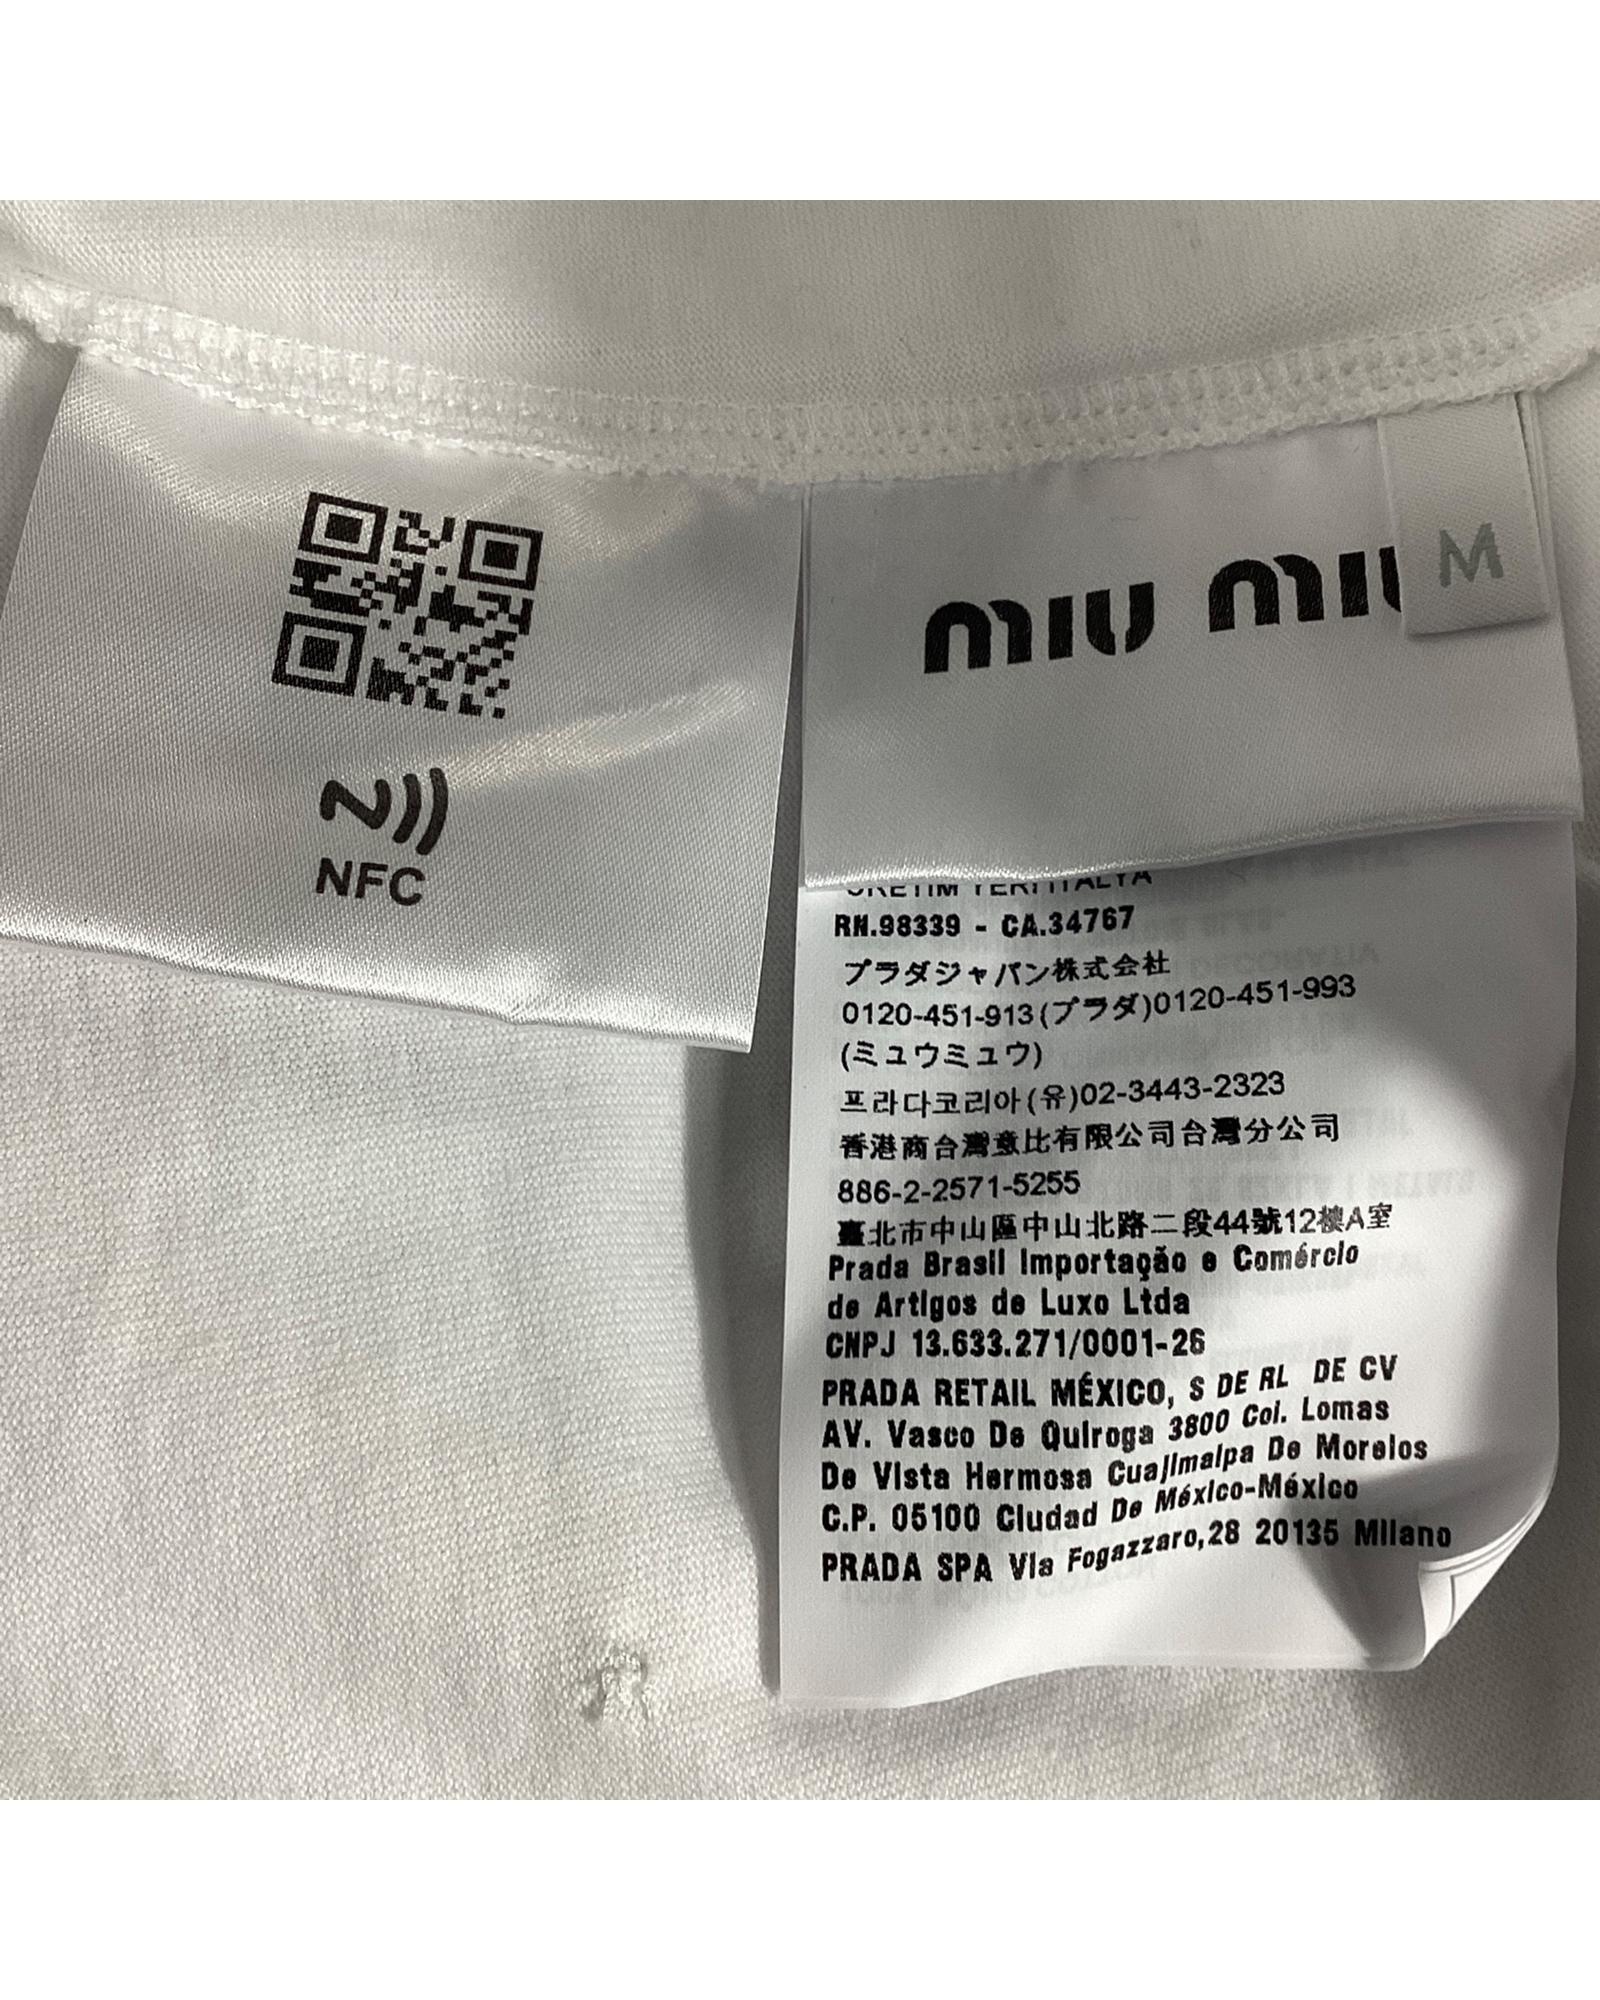 NFC
miu miu
M
ÜRETIM YERI ITALYA
RN.98339 - CA.34767
プラダジャパン株式会社
0120-451-913(プラダ)0120-451-993
(ミュウミュウ)
프라다코리아(유)02-3443-2323
香港商台灣意比有限公司台灣分公司
886-2-2571-5255
臺北市中山區中山北路二段44號12樓A室
Prada Brasil Importação e Comércio
de Artigos de Luxo Ltda
CNPJ 13.633.271/0001-26
PRADA RETAIL MÉXICO, S DE RL DE CV
AV. Vasco De Quiroga 3800 Col. Lomas
De Vista Hermosa Cuajimalpa De Morelos
C.P. 05100 Ciudad De México-México
PRADA SPA Via Fogazzaro,28 20135 Milano